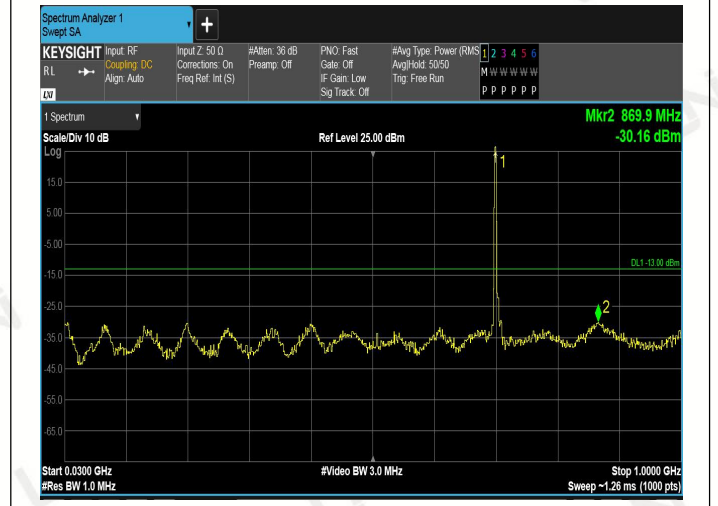 Spectrum Analyzer 1
Swept SA
+
KEYSIGHT
RL
LXI
Input: RF
Coupling: DC
Align: Auto
Input Z: 50 Ω
Corrections: On
Freq Ref: Int (S)
#Atten: 36 dB
Preamp: Off
PNO: Fast
Gate: Off
IF Gain: Low
Sig Track: Off
#Avg Type: Power (RMS
Avg|Hold: 50/50
Trig: Free Run
1 2 3 4 5 6
M W W W W W
P P P P P P
1 Spectrum
Mkr2 869.9 MHz
Scale/Div 10 dB
Ref Level 25.00 dBm
-30.16 dBm
Log
1
15.0
5.00
-5.00
DL1 -13.00 dBm
-15.0
-25.0
2
-35.0
-45.0
-55.0
-65.0
Start 0.0300 GHz
#Video BW 3.0 MHz
Stop 1.0000 GHz
#Res BW 1.0 MHz
Sweep ~1.26 ms (1000 pts)